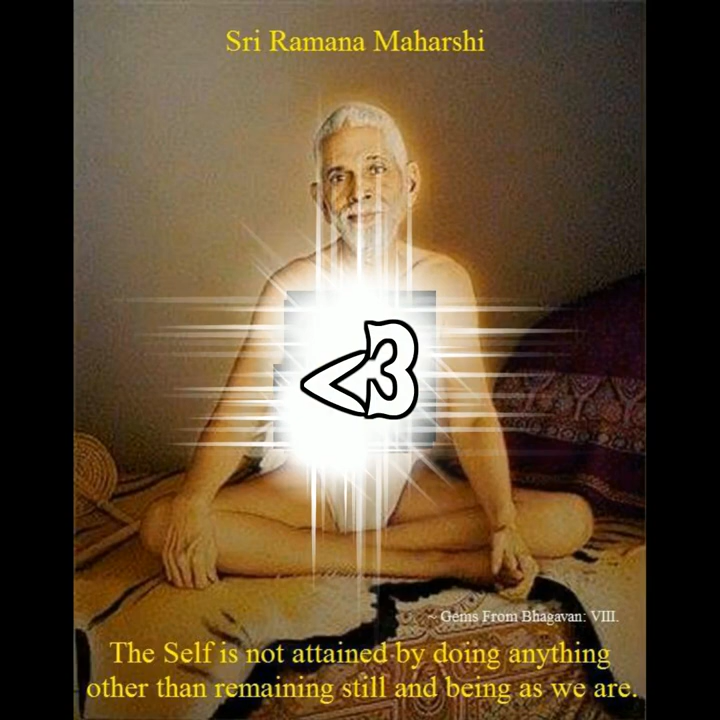 Sri Ramana Maharshi
<3
~ Gems From Bhagavan: VIII.
The Self is not attained by doing anything
other than remaining still and being as we are.